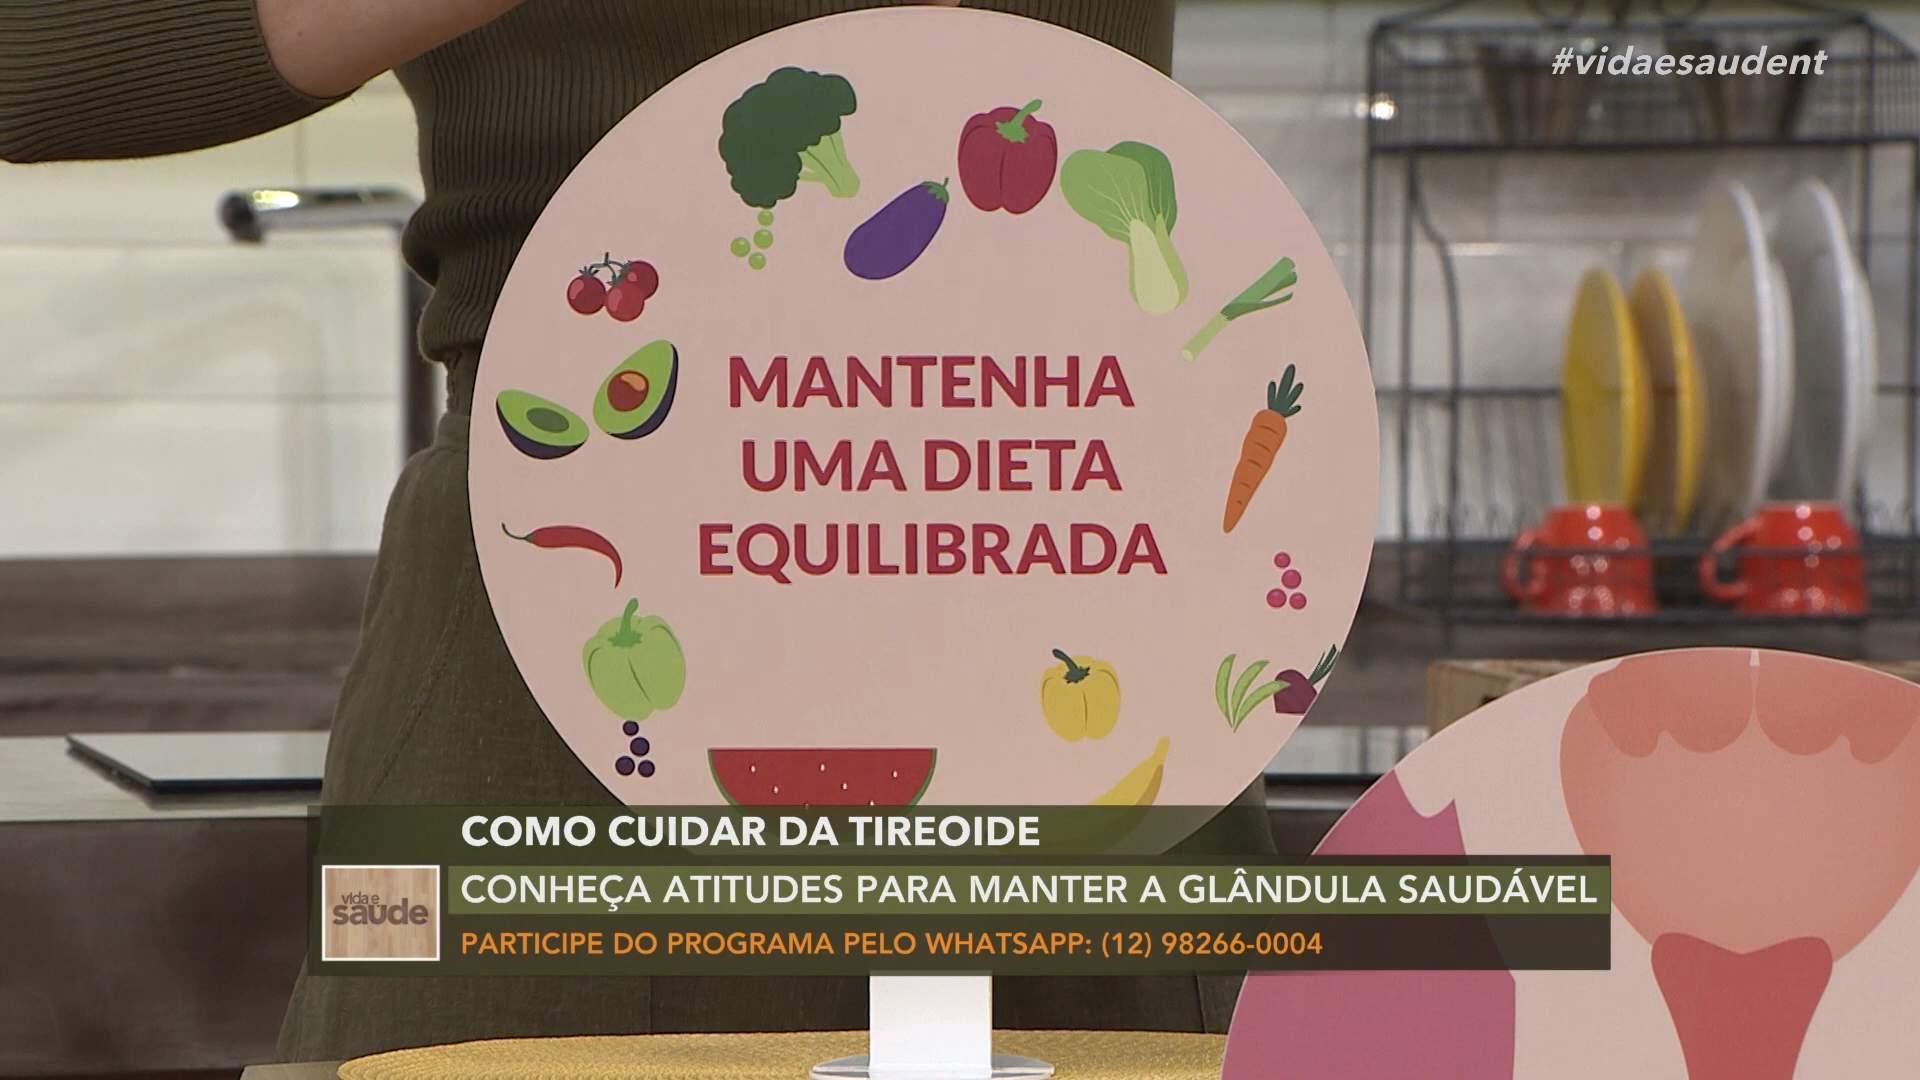 #vidaesaudent
MANTENHA
UMA DIETA
EQUILIBRADA
COMO CUIDAR DA TIREOIDE
CONHEÇA ATITUDES PARA MANTER A GLÂNDULA SAUDÁVEL
PARTICIPE DO PROGRAMA PELO WHATSAPP: (12) 98266-0004
vida e
saúde